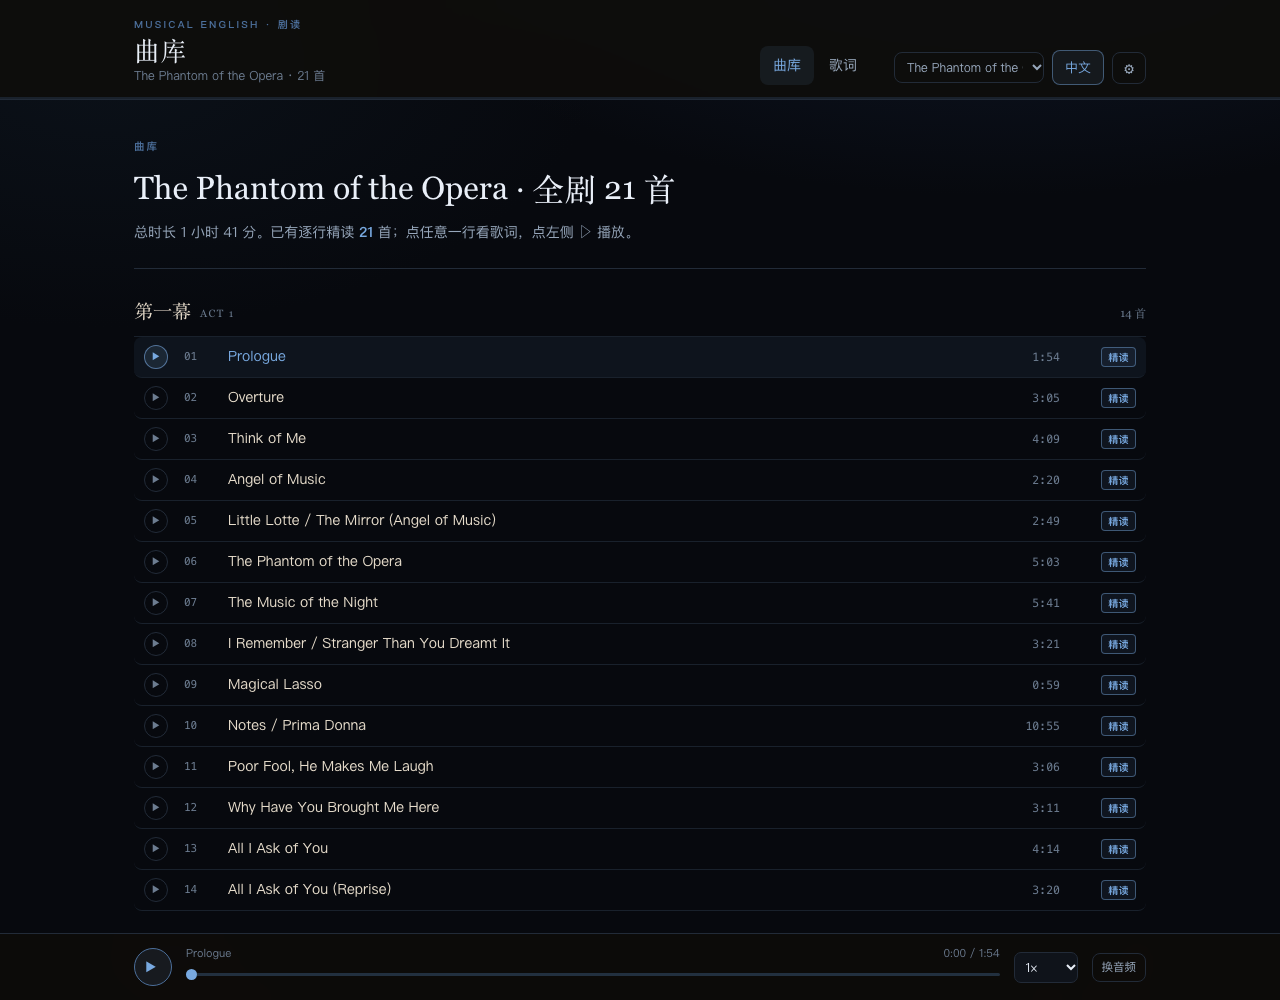 MUSICAL ENGLISH · 剧读
曲库
The Phantom of the Opera · 21 首
曲库
歌词
The Phantom of the
中文
曲库
The Phantom of the Opera · 全剧 21 首
总时长 1 小时 41 分。已有逐行精读 21 首；点任意一行看歌词，点左侧 ▷ 播放。
第一幕 ACT 1 14 首
01 Prologue 1:54 精读
02 Overture 3:05 精读
03 Think of Me 4:09 精读
04 Angel of Music 2:20 精读
05 Little Lotte / The Mirror (Angel of Music) 2:49 精读
06 The Phantom of the Opera 5:03 精读
07 The Music of the Night 5:41 精读
08 I Remember / Stranger Than You Dreamt It 3:21 精读
09 Magical Lasso 0:59 精读
10 Notes / Prima Donna 10:55 精读
11 Poor Fool, He Makes Me Laugh 3:06 精读
12 Why Have You Brought Me Here 3:11 精读
13 All I Ask of You 4:14 精读
14 All I Ask of You (Reprise) 3:20 精读
Prologue 0:00 / 1:54
1x
换音频